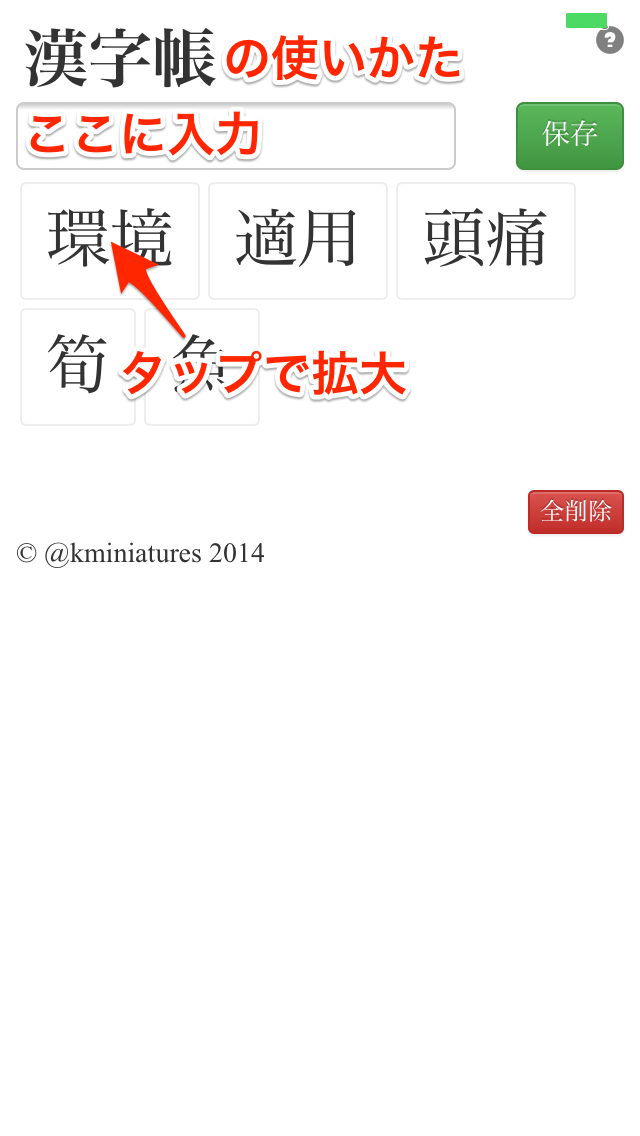 漢字帳の使いかた
?
ここに入力
保存
環境 適用 頭痛
筍 魚
タップで拡大
全削除
© @kminiatures 2014